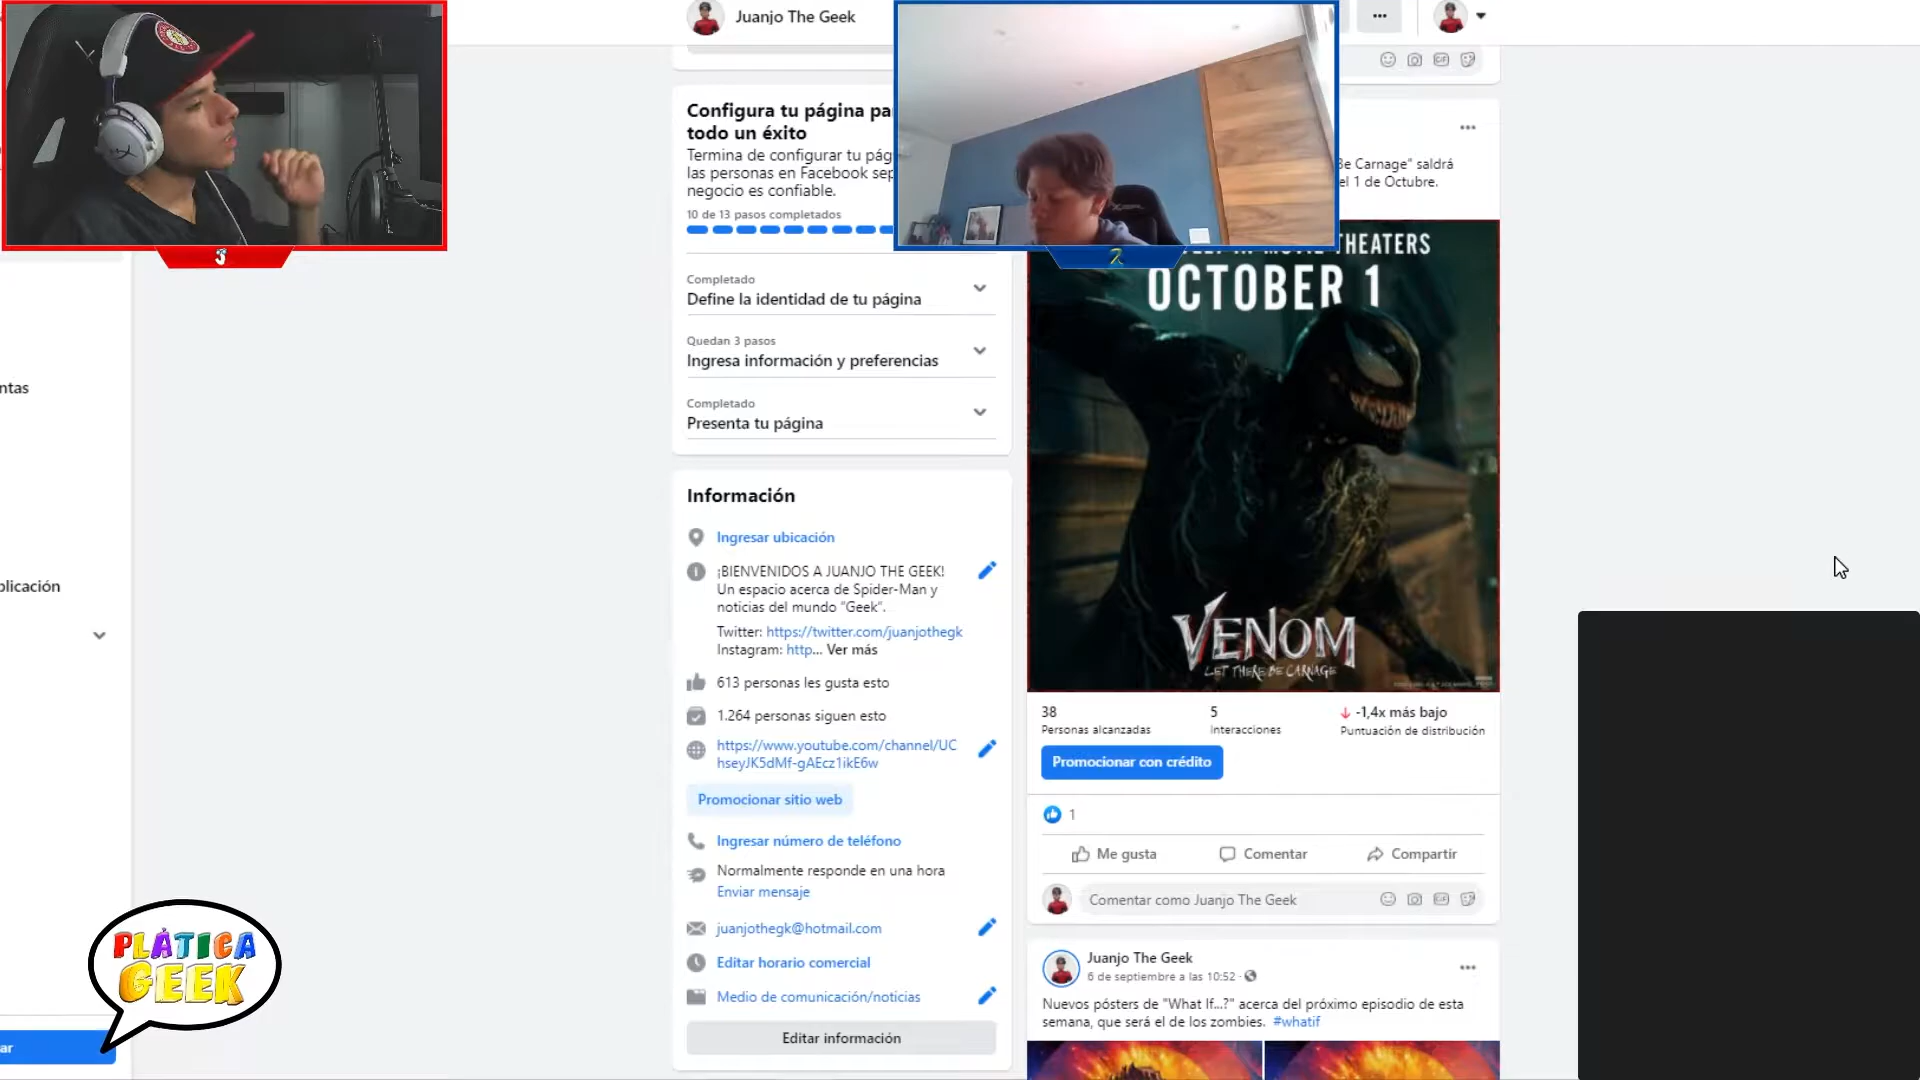 Juanjo The Geek
3
2
Configura tu página pa
todo un éxito
Termina de configurar tu pág
las personas en Facebook sep
negocio es confiable.
10 de 13 pasos completados
Completado
Define la identidad de tu página
Quedan 3 pasos
Ingresa información y preferencias
Completado
Presenta tu página
ntas
plicación
ar
PLÁTICA
GEEK
Información
Ingresar ubicación
¡BIENVENIDOS A JUANJO THE GEEK!
Un espacio acerca de Spider-Man y
noticias del mundo "Geek".
Twitter: https://twitter.com/juanjothegk
Instagram: http... Ver más
613 personas les gusta esto
1.264 personas siguen esto
https://www.youtube.com/channel/UC
hseyJK5dMf-gAEcz1ikE6w
Promocionar sitio web
Ingresar número de teléfono
Normalmente responde en una hora
Enviar mensaje
juanjothegk@hotmail.com
Editar horario comercial
Medio de comunicación/noticias
Editar información
Be Carnage" saldrá
el 1 de Octubre.
THEATERS
OCTOBER 1
VENOM
LET THERE BE CARNAGE
38
Personas alcanzadas
5
Interacciones
-1,4x más bajo
Puntuación de distribución
Promocionar con crédito
1
Me gusta
Comentar
Compartir
Comentar como Juanjo The Geek
Juanjo The Geek
6 de septiembre a las 10:52 ·
Nuevos pósters de "What If...?" acerca del próximo episodio de esta
semana, que será el de los zombies. #whatif